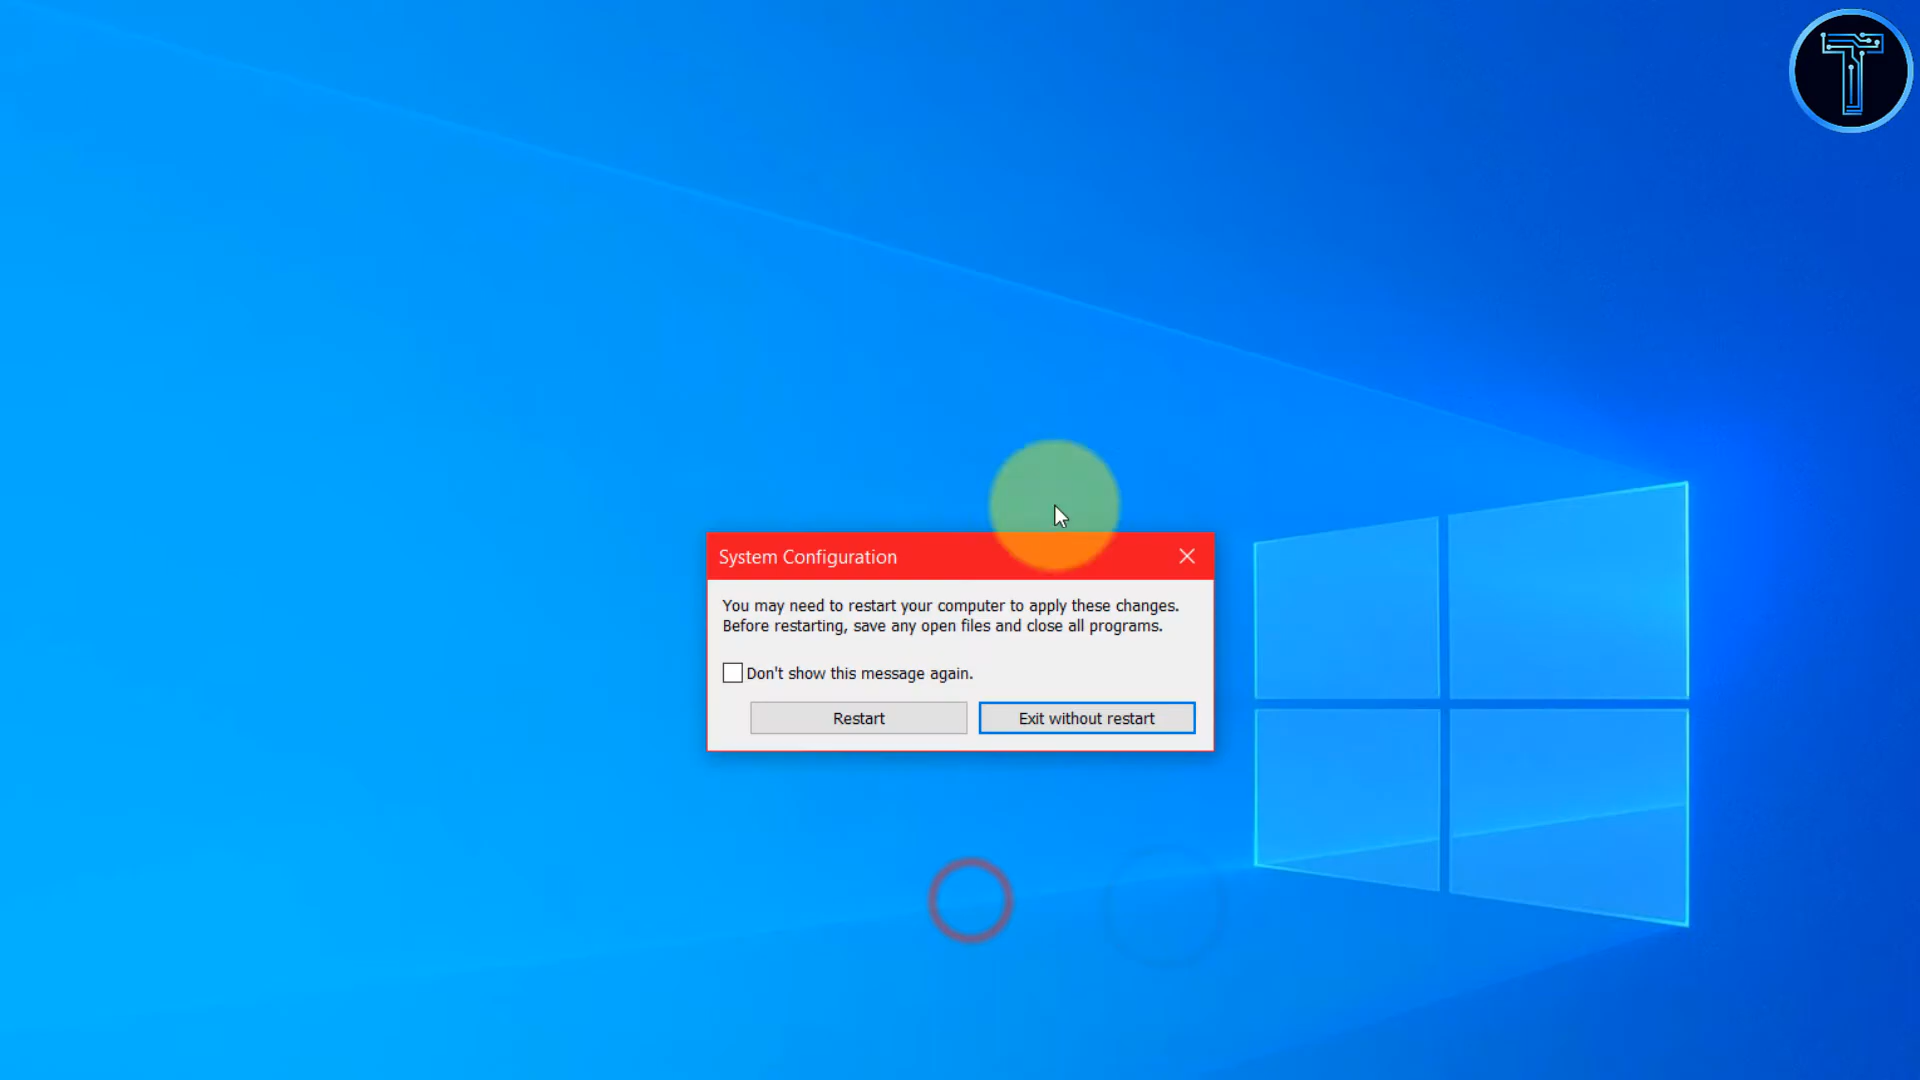 System Configuration
You may need to restart your computer to apply these changes.
Before restarting, save any open files and close all programs.
Don't show this message again.
Restart
Exit without restart
T